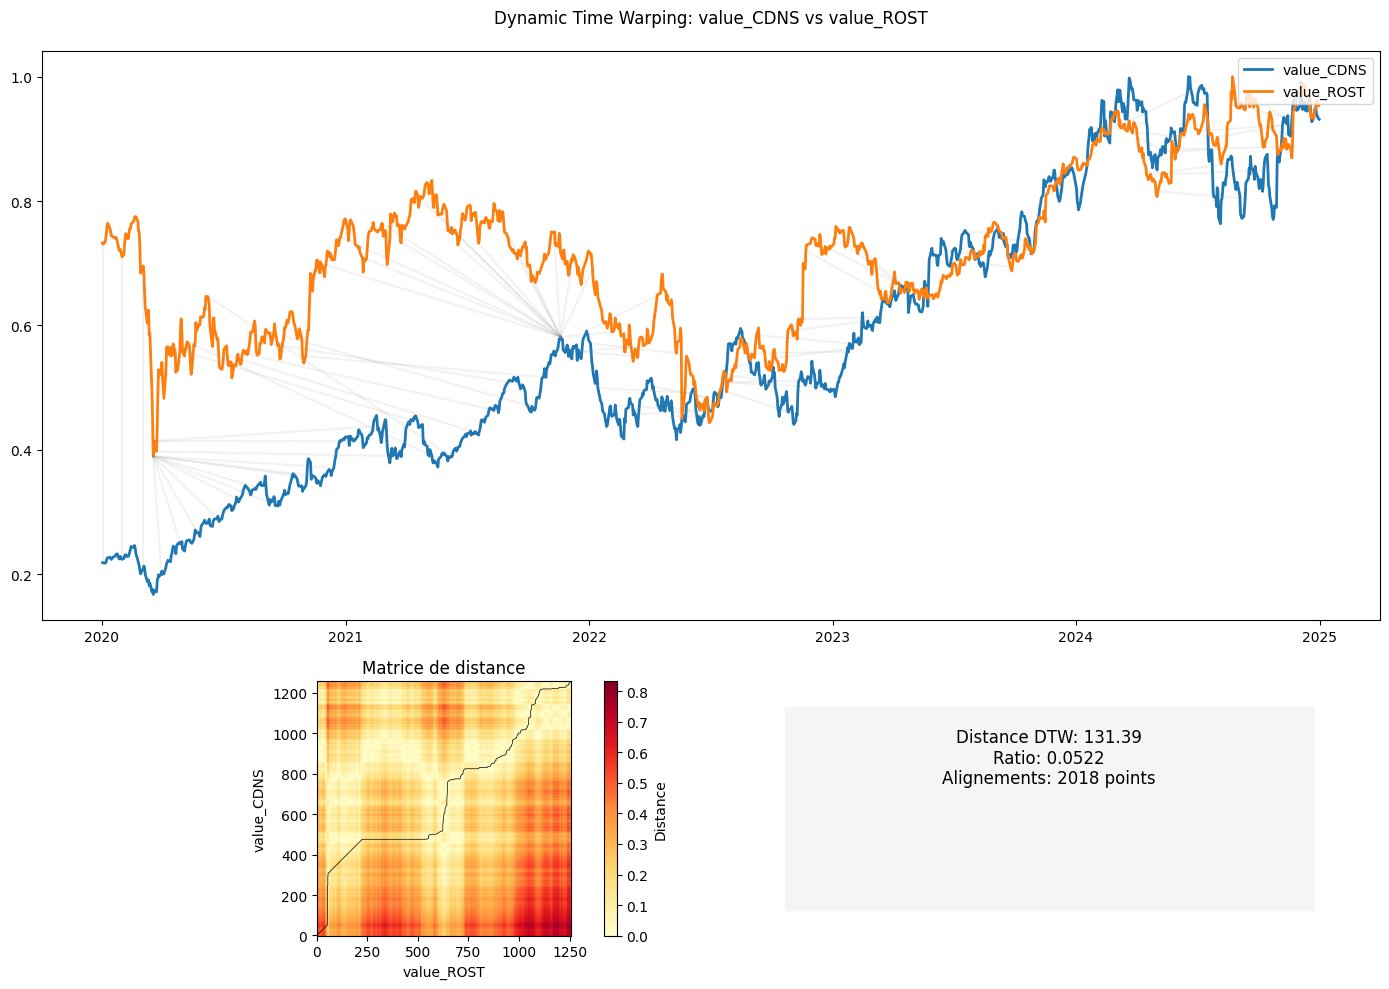 Dynamic Time Warping: value_CDNS vs value_ROST
value_CDNS
value_ROST
1.0
0.8
0.6
0.4
0.2
2020 2021 2022 2023 2024 2025
Matrice de distance
value_CDNS
1200
1000
800
600
400
200
0
0 250 500 750 1000 1250
value_ROST
0.8
0.7
0.6
0.5
0.4
0.3
0.2
0.1
0.0
Distance
Distance DTW: 131.39
Ratio: 0.0522
Alignements: 2018 points